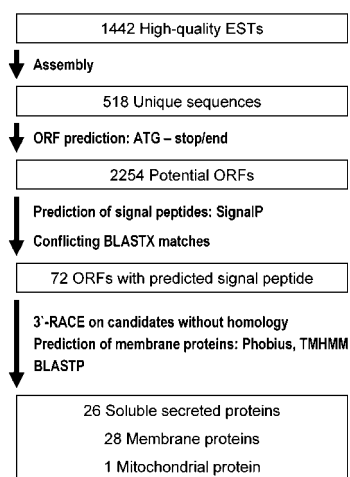 1442 High-quality ESTs
Assembly
518 Unique sequences
ORF prediction: ATG – stop/end
2254 Potential ORFs
Prediction of signal peptides: SignalP
Conflicting BLASTX matches
72 ORFs with predicted signal peptide
3`-RACE on candidates without homology
Prediction of membrane proteins: Phobius, TMHMM
BLASTP
26 Soluble secreted proteins
28 Membrane proteins
1 Mitochondrial protein